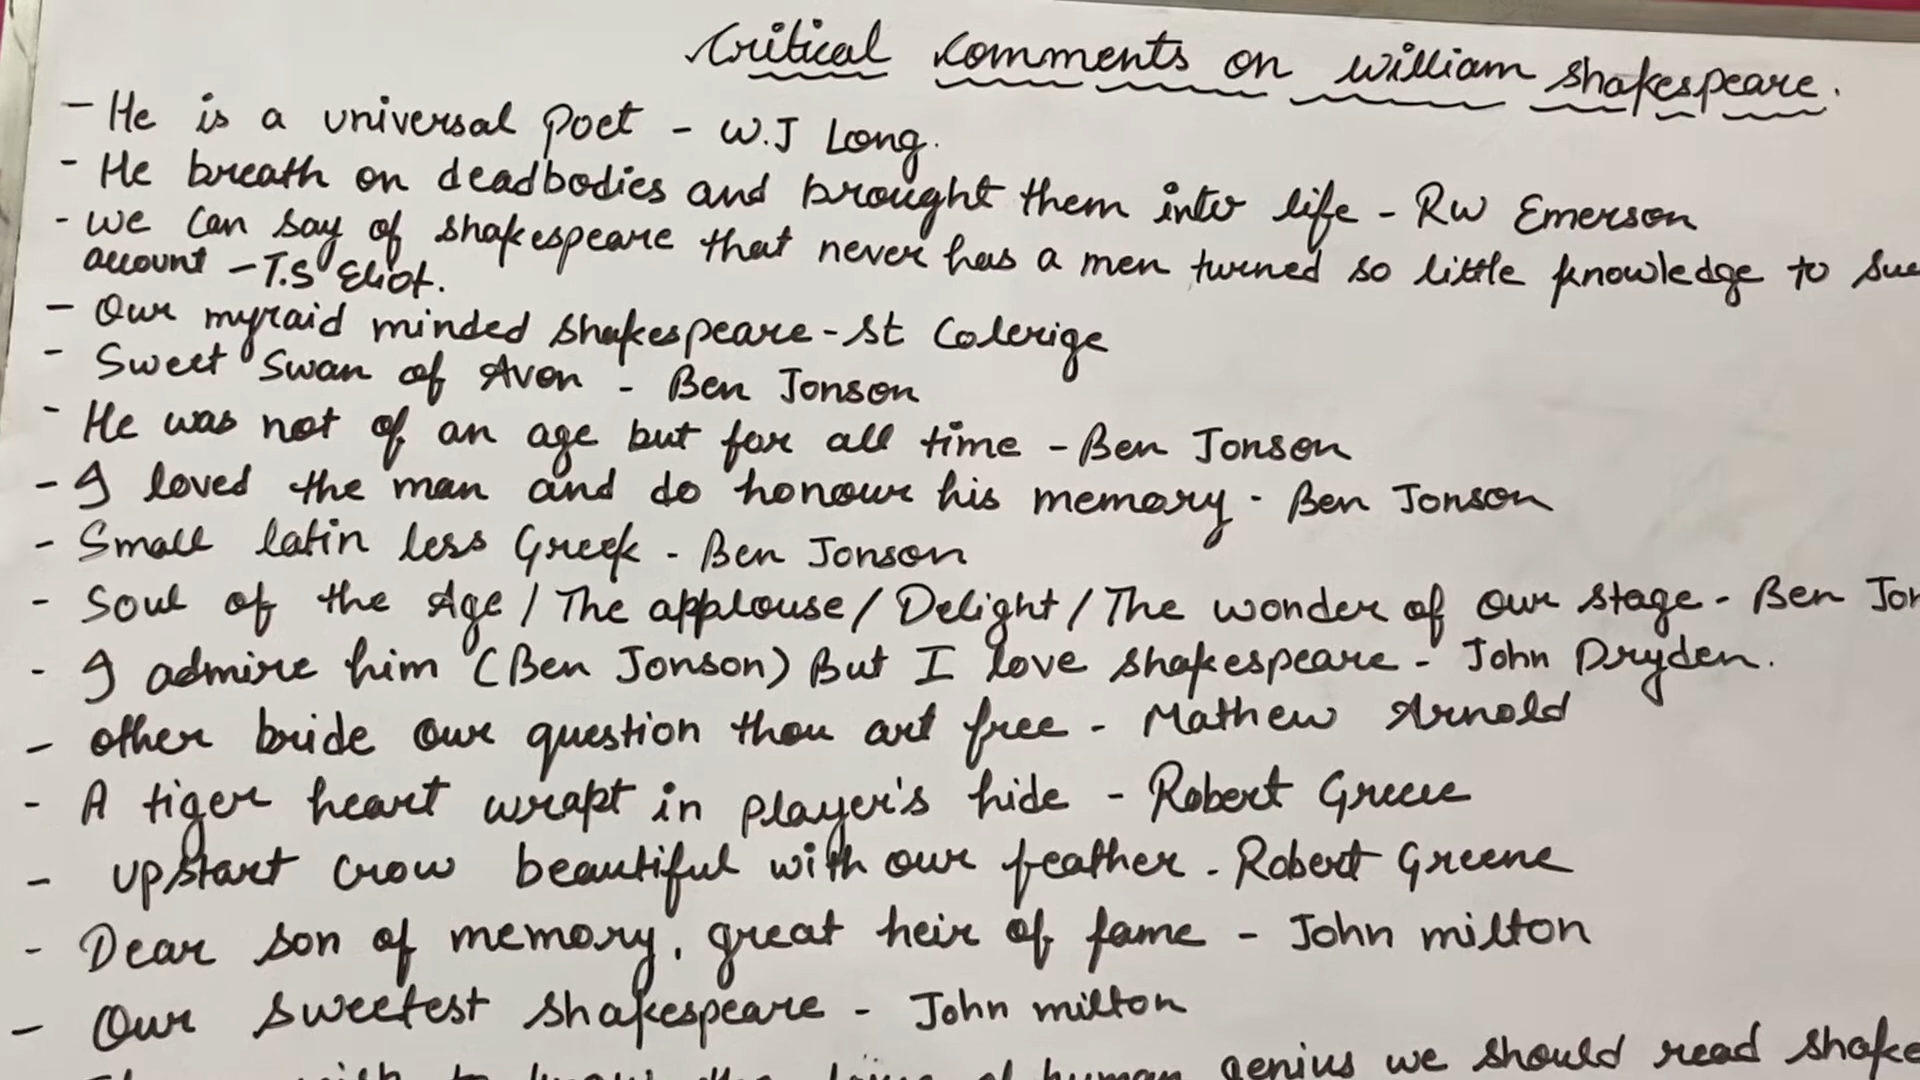 Critical comments on william shakespeare.
- He is a universal poet - W.J Long.
- He breath on deadbodies and brought them into life - RW Emerson
- we can say of shakespeare that never has a men turned so little knowledge to
account - T.S Eliot.
- Our myraid minded shakespeare - St Colerige
- Sweet Swan of Avon - Ben Jonson
- He was not of an age but for all time - Ben Jonson
- I loved the man and do honour his memory - Ben Jonson
- Small latin less Greek - Ben Jonson
- Soul of the Age / The applouse / Delight / The wonder of our stage - Ben
- I admire him (Ben Jonson) But I love shakespeare - John Dryden.
- other bride our question thou art free - Mathew Arnold
- A tiger heart wrapt in player's hide - Robert Greene
- upstart crow beautiful with our feather - Robert Greene
- Dear son of memory, great heir of fame - John milton
- Our sweetest shakespeare - John milton
human genius we should read